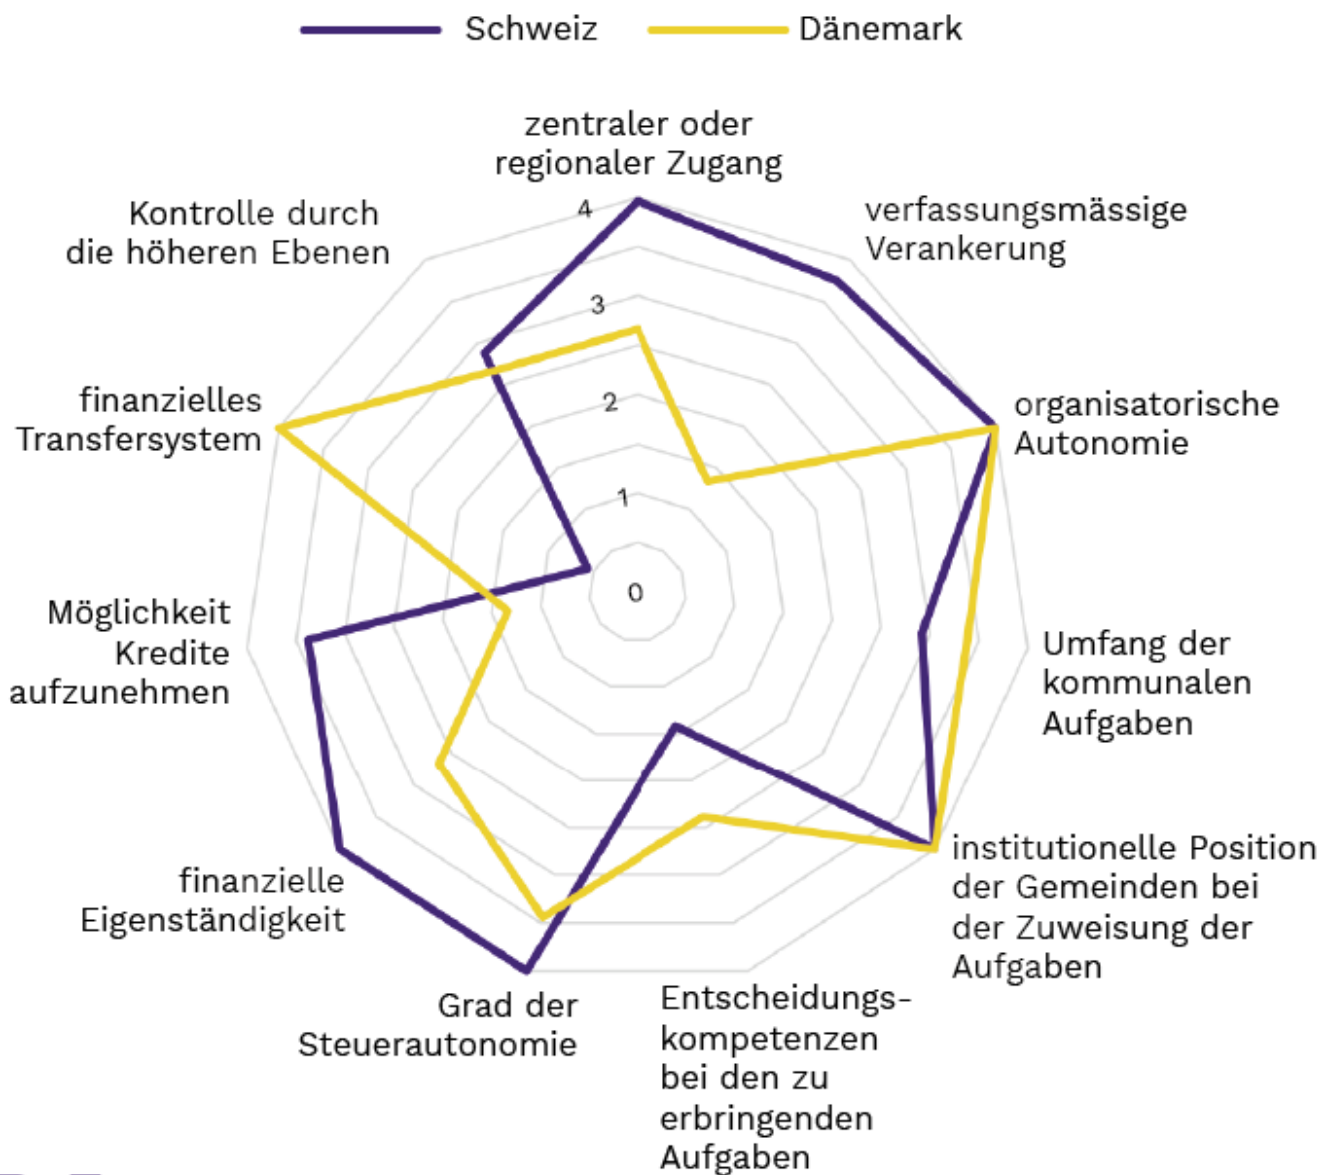 Schweiz
Dänemark
zentraler oder
regionaler Zugang
Kontrolle durch
die höheren Ebenen
verfassungsmässige
Verankerung
finanzielles
Transfersystem
organisatorische
Autonomie
4
3
2
1
0
Möglichkeit
Kredite
aufzunehmen
Umfang der
kommunalen
Aufgaben
finanzielle
Eigenständigkeit
institutionelle Position
der Gemeinden bei
der Zuweisung der
Aufgaben
Grad der
Steuerautonomie
Entscheidungs-
kompetenzen
bei den zu
erbringenden
Aufgaben